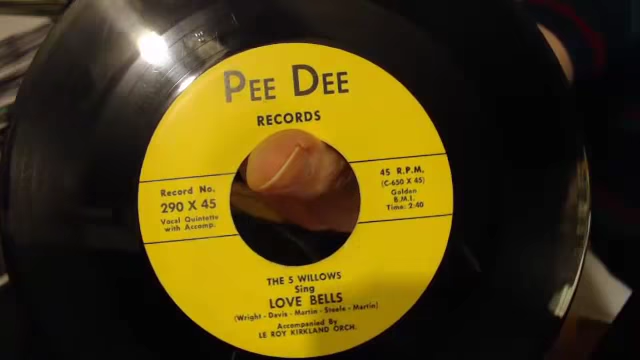 PEE DEE
RECORDS
Record No.
290 X 45
Vocal Quintette
with Accomp.
45 R.P.M.
(C-650 X 45)
Golden
B.M.I.
Time: 2:40
THE 5 WILLOWS
Sing
LOVE BELLS
(Wright - Davis - Martin - Steele - Martin)
Accompanied By
LE ROY KIRKLAND ORCH.